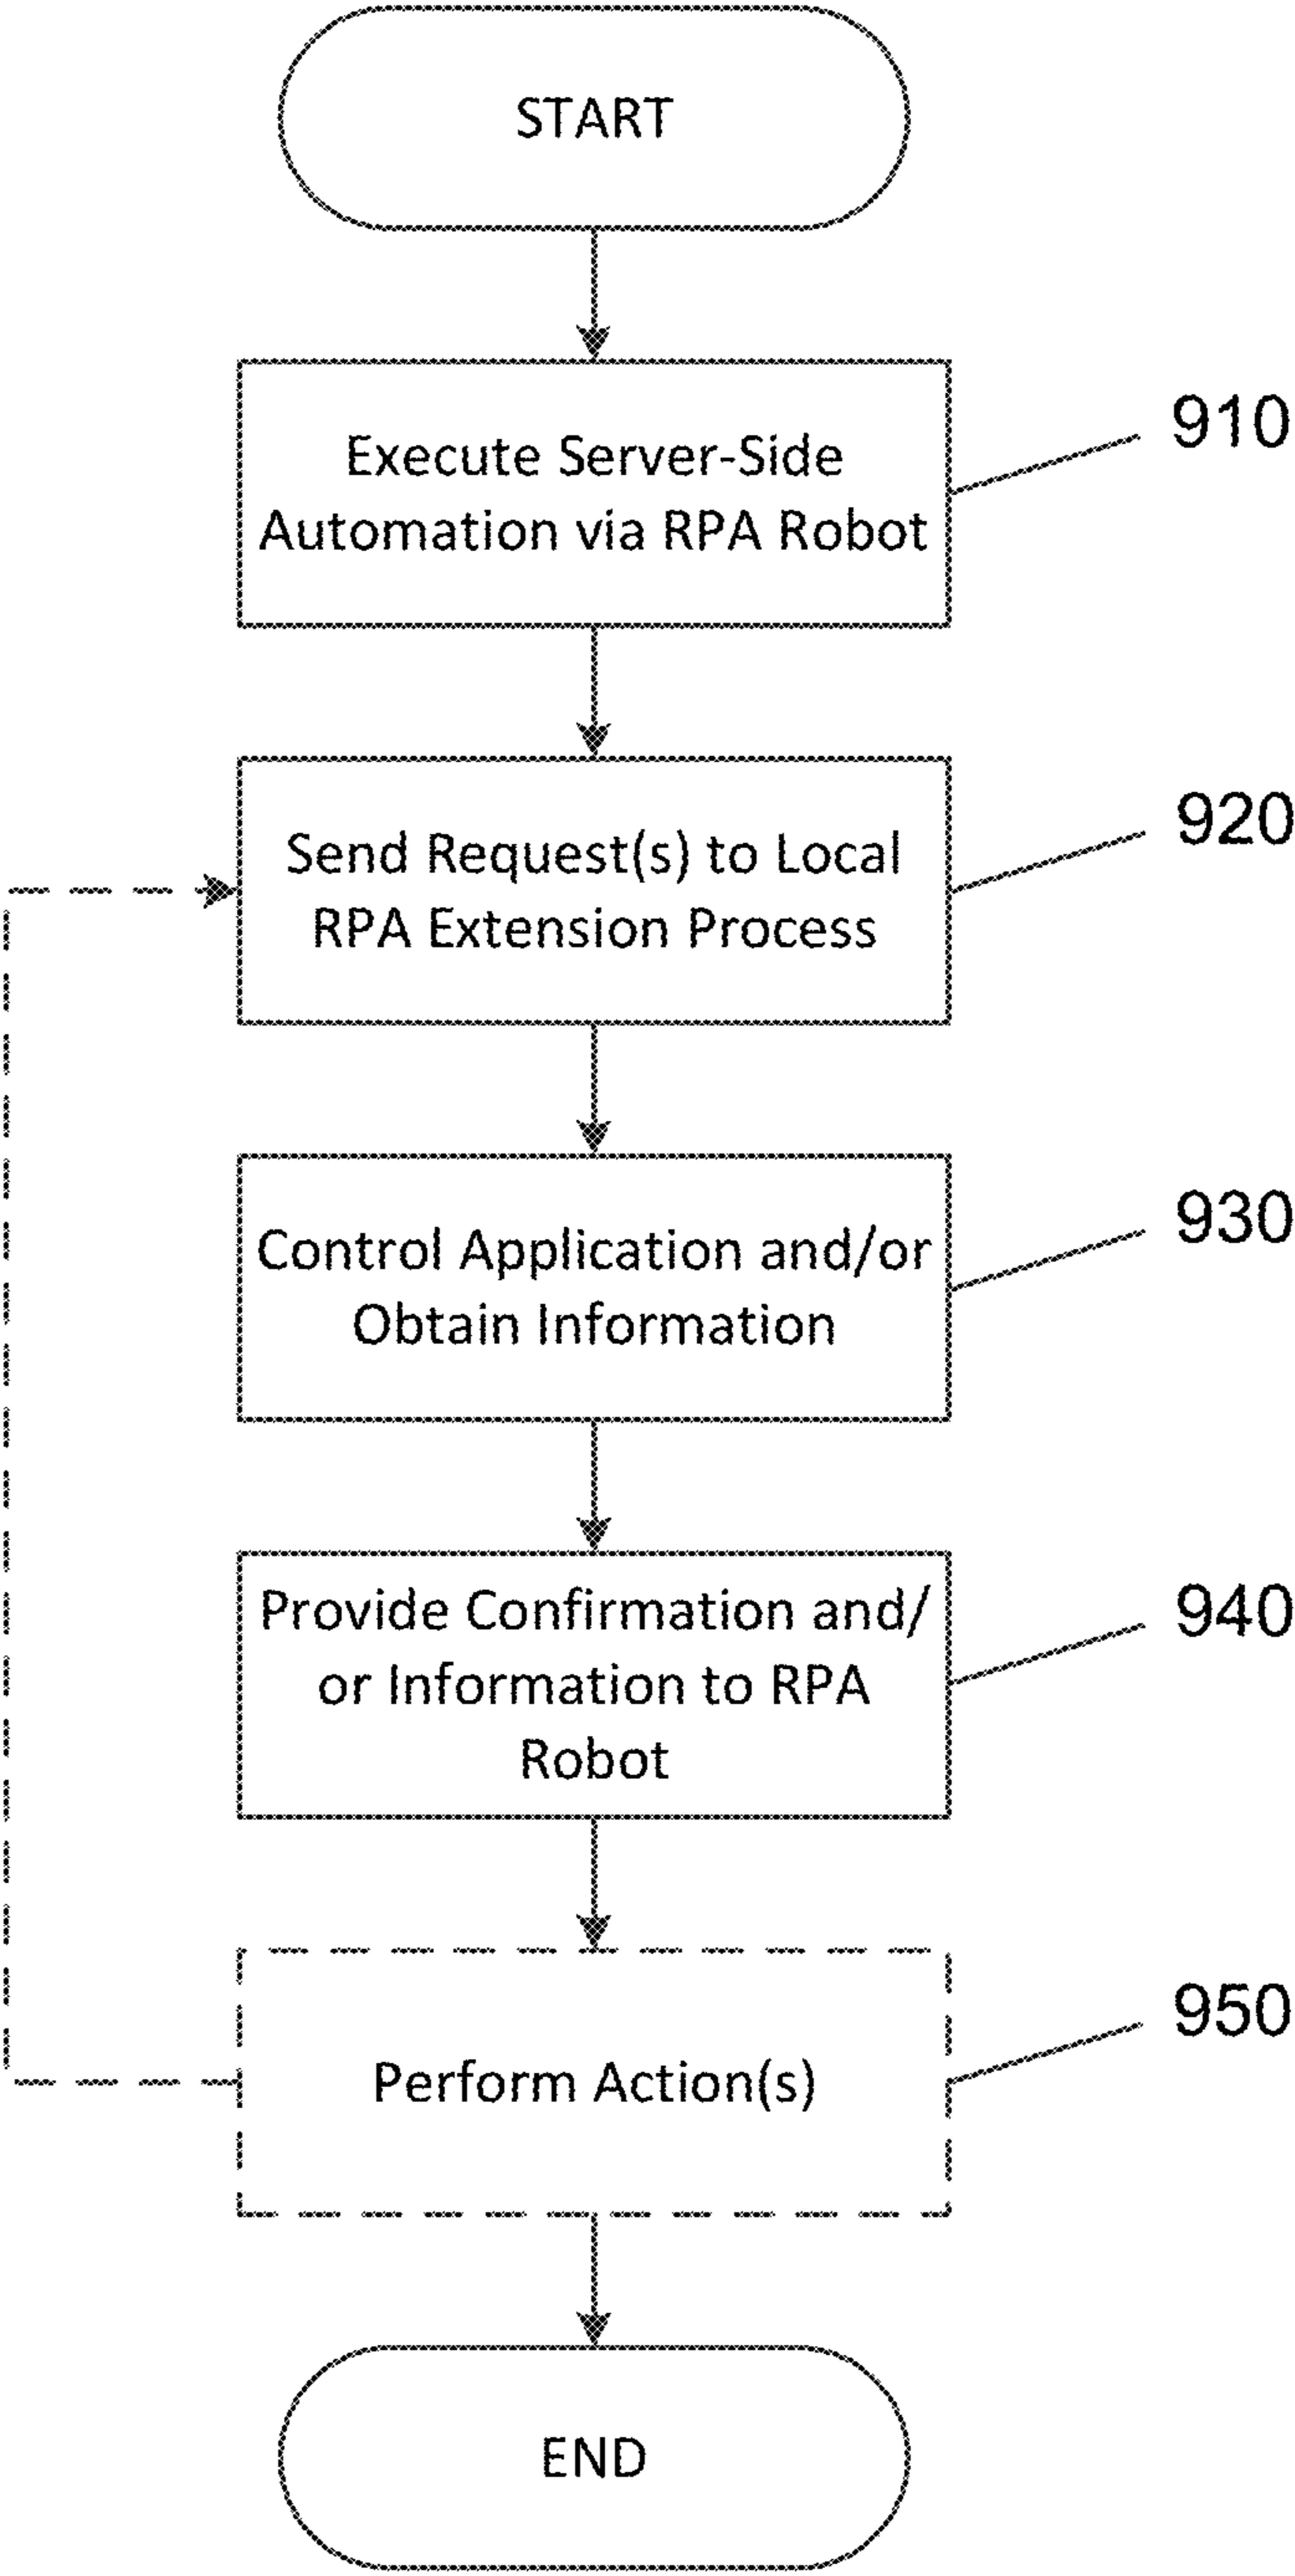 START
Execute Server-Side
Automation via RPA Robot
910
Send Request(s) to Local
RPA Extension Process
920
Control Application and/or
Obtain Information
930
Provide Confirmation and/
or Information to RPA
Robot
940
Perform Action(s)
950
END